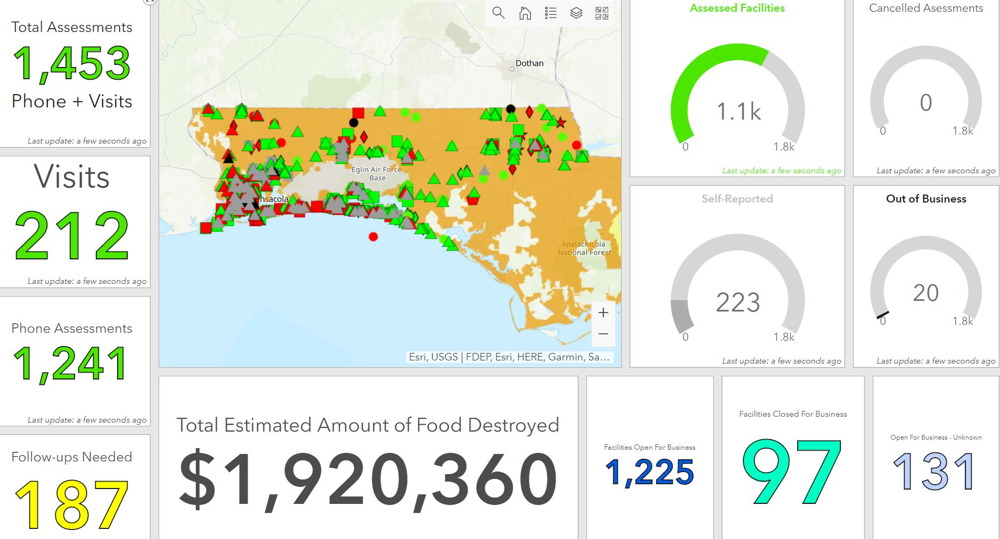 Total Assessments
1,453
Phone + Visits
Last update: a few seconds ago
Visits
212
Last update: a few seconds ago
Phone Assessments
1,241
Last update: a few seconds ago
Follow-ups Needed
187
Dothan
Eglin Air Force
Base
nsacola
Apalachicola
National Forest
+
−
Esri, USGS | FDEP, Esri, HERE, Garmin, Sa...
Assessed Facilities
1.1k
0
1.8k
Last update: a few seconds ago
Cancelled Asessments
0
0
1.8k
Last update: a few seconds ago
Self-Reported
223
0
1.8k
Last update: a few seconds ago
Out of Business
20
0
1.8k
Last update: a few seconds ago
Total Estimated Amount of Food Destroyed
$1,920,360
Facilities Open For Business
1,225
Facilities Closed For Business
97
Open For Business - Unknown
131